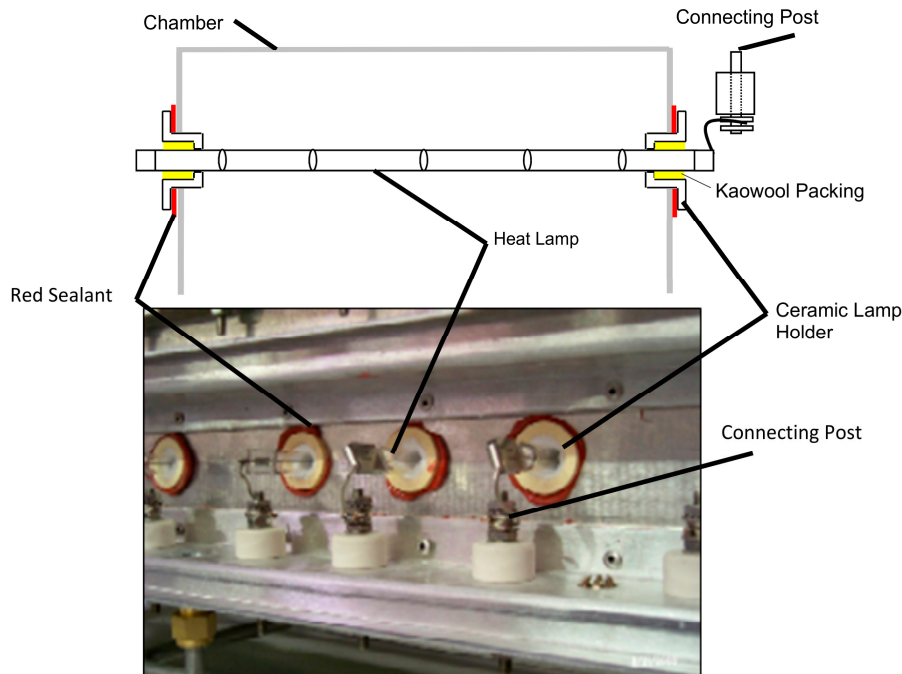 Chamber
Connecting Post
Kaowool Packing
Heat Lamp
Red Sealant
Ceramic Lamp
Holder
Connecting Post